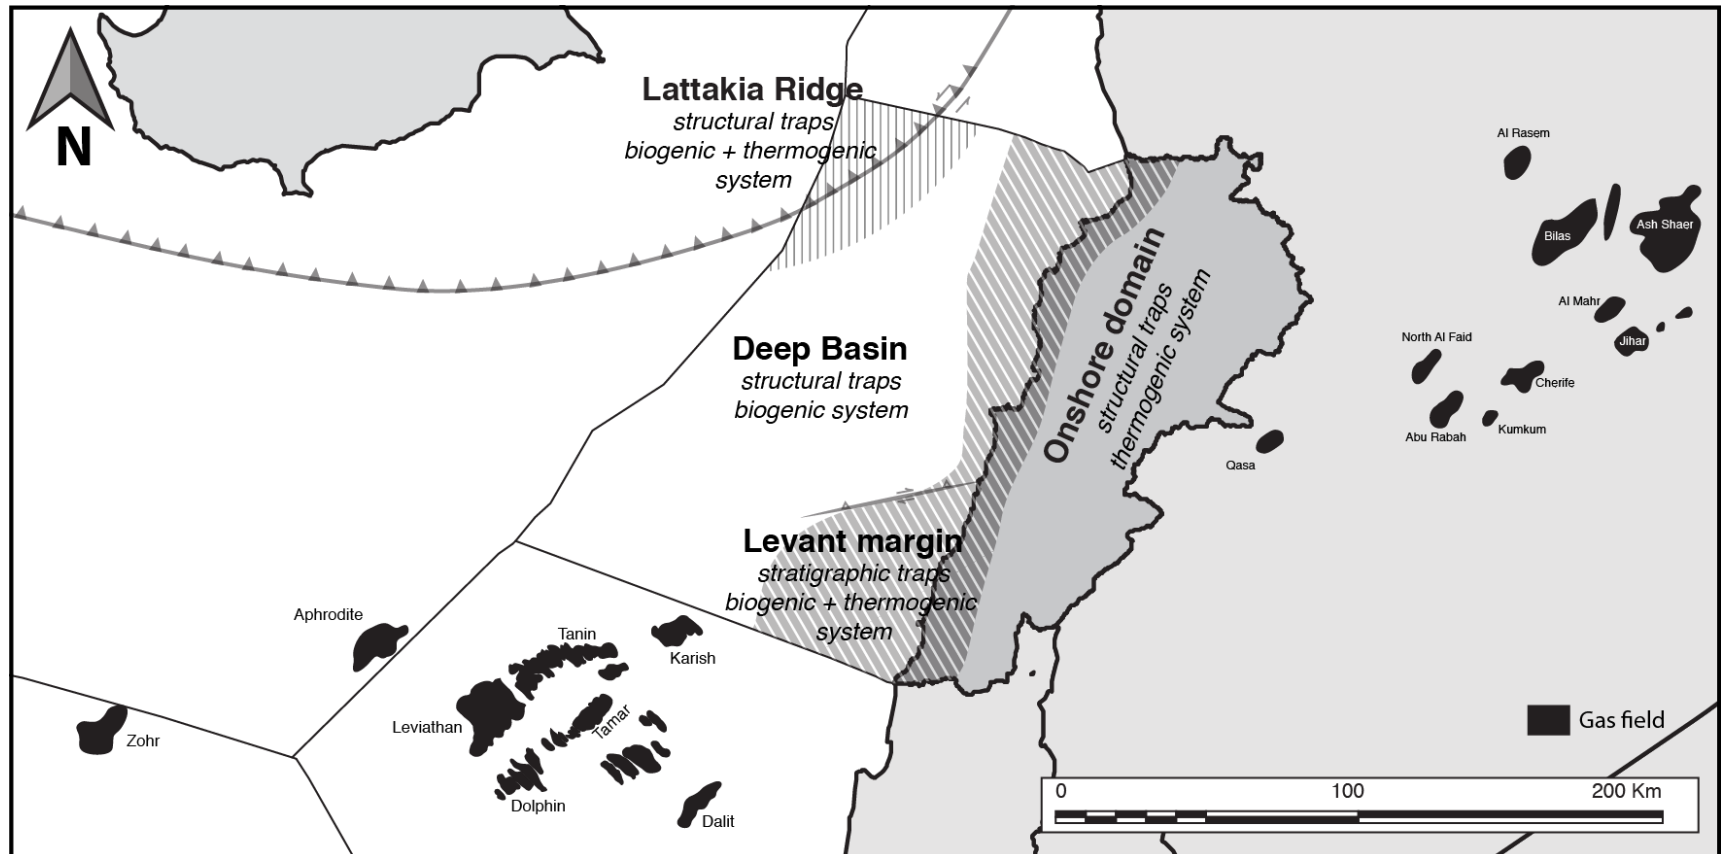 N
Lattakia Ridge
structural traps
biogenic + thermogenic
system
Deep Basin
structural traps
biogenic system
Levant margin
stratigraphic traps
biogenic + thermogenic
system
Onshore domain
structural traps
thermogenic system
Al Rasem
Bilas
Ash Shaer
Al Mahr
Jihar
North Al Faid
Cherife
Abu Rabah
Kumkum
Qasa
Aphrodite
Zohr
Tanin
Karish
Leviathan
Tamar
Dolphin
Dalit
Gas field
0 100 200 Km